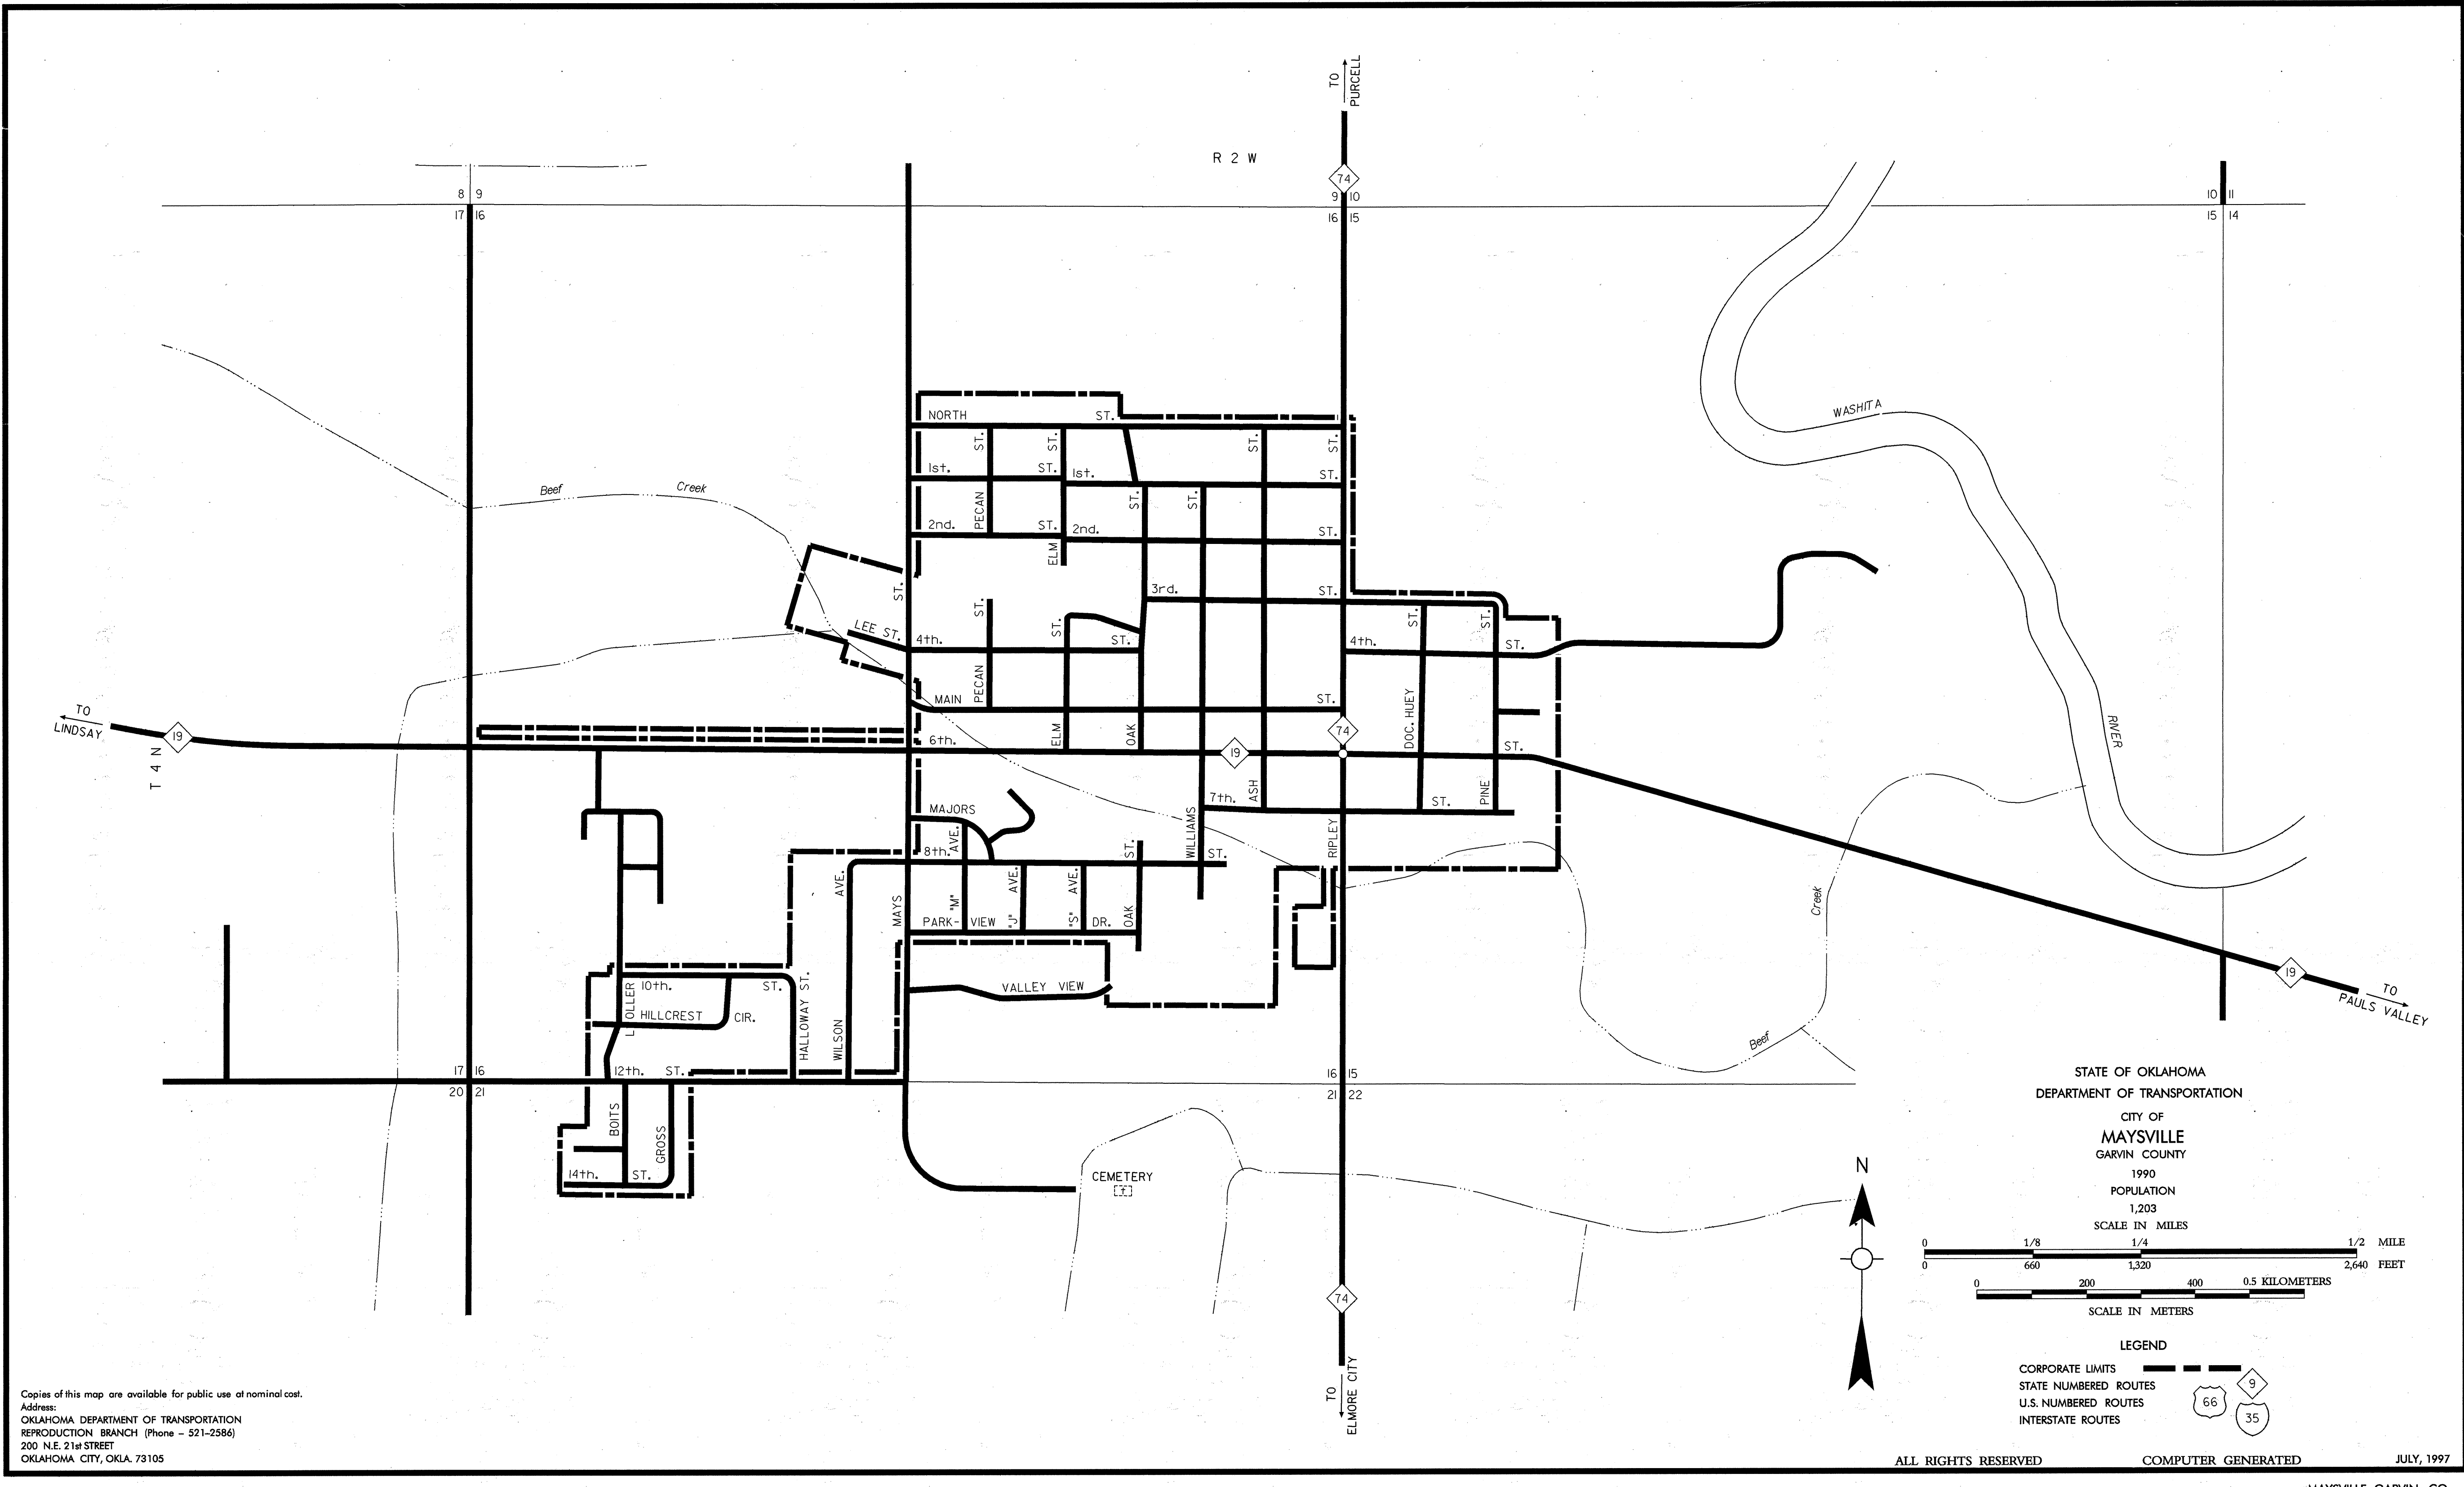 TO
PURCELL
R 2 W
74
8 9
9 10
10 11
17 16
16 15
15 14
NORTH ST.
ST.
ST.
ST.
ST.
1st. ST.
1st. ST.
PECAN
ST.
ST.
2nd. ST.
2nd. ST.
ELM
Beef Creek
WASHITA
RIVER
ST.
3rd. ST.
LEE ST.
4th. ST.
4th. ST.
ST.
ST.
ST.
ST.
PECAN
MAIN ST.
ELM
OAK
DOC. HUEY
TO
LINDSAY
19
T 4 N
6th. ST.
19
74
7th. ST.
ASH
PINE
MAJORS
AVE.
8th. ST.
WILLIAMS
RIPLEY
ST.
AVE.
MAYS
"M"
AVE.
"J"
AVE.
"S"
OAK
PARK- VIEW DR.
Creek
Beef
VALLEY VIEW
10th. ST.
HILLCREST CIR.
HALLOWAY ST.
WILSON
19
TO
PAULS VALLEY
17 16
20 21
12th. ST.
16 15
21 22
BOITS
GROSS
14th. ST.
CEMETERY
74
TO
ELMORE CITY
N
STATE OF OKLAHOMA
DEPARTMENT OF TRANSPORTATION
CITY OF
MAYSVILLE
GARVIN COUNTY
1990
POPULATION
1,203
SCALE IN MILES
0 1/8 1/4 1/2 MILE
0 660 1,320 2,640 FEET
0 200 400 0.5 KILOMETERS
SCALE IN METERS
LEGEND
CORPORATE LIMITS
STATE NUMBERED ROUTES 9
U.S. NUMBERED ROUTES 66
INTERSTATE ROUTES 35
Copies of this map are available for public use at nominal cost.
Address:
OKLAHOMA DEPARTMENT OF TRANSPORTATION
REPRODUCTION BRANCH (Phone – 521–2586)
200 N.E. 21st STREET
OKLAHOMA CITY, OKLA. 73105
ALL RIGHTS RESERVED COMPUTER GENERATED JULY, 1997